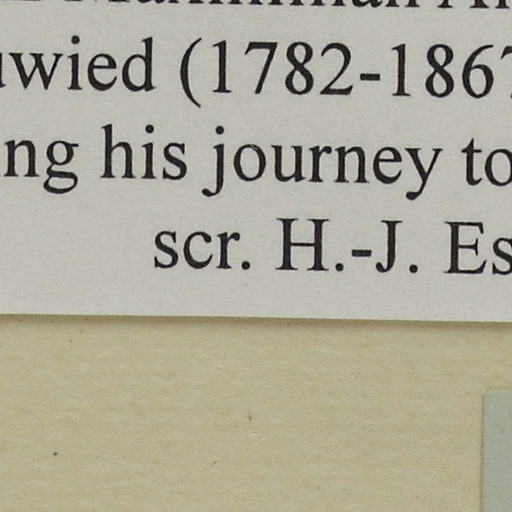 uwied (1782-1867
ng his journey to
scr. H.-J. Es